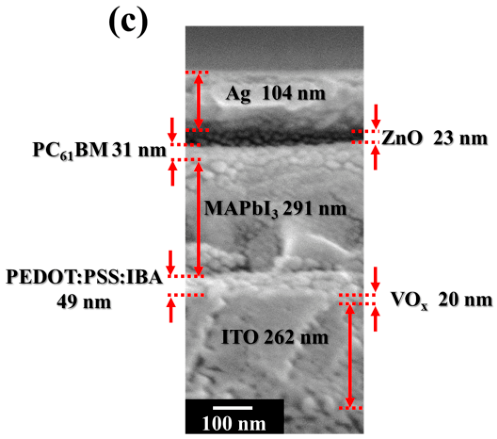 (c)
Ag 104 nm
ZnO 23 nm
PC₆₁BM 31 nm
MAPbI₃ 291 nm
PEDOT:PSS:IBA
49 nm
VOₓ 20 nm
ITO 262 nm
100 nm